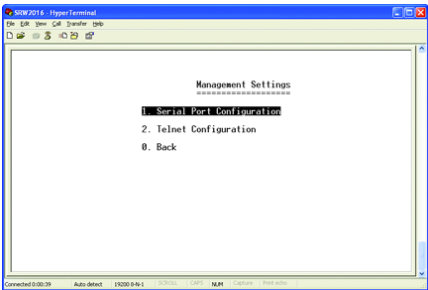 SRW2016 - HyperTerminal
File Edit View Call Transfer Help
Management Settings
===================
1. Serial Port Configuration
2. Telnet Configuration
0. Back
Connected 0:00:39 Auto detect 19200 8-N-1 SCROLL CAPS NUM Capture Print echo